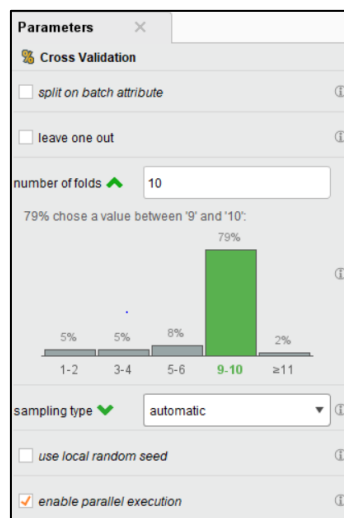 Parameters
Cross Validation
split on batch attribute
leave one out
number of folds 10
79% chose a value between '9' and '10':
79%
5% 5% 8% 2%
1-2 3-4 5-6 9-10 ≥11
sampling type automatic
use local random seed
enable parallel execution